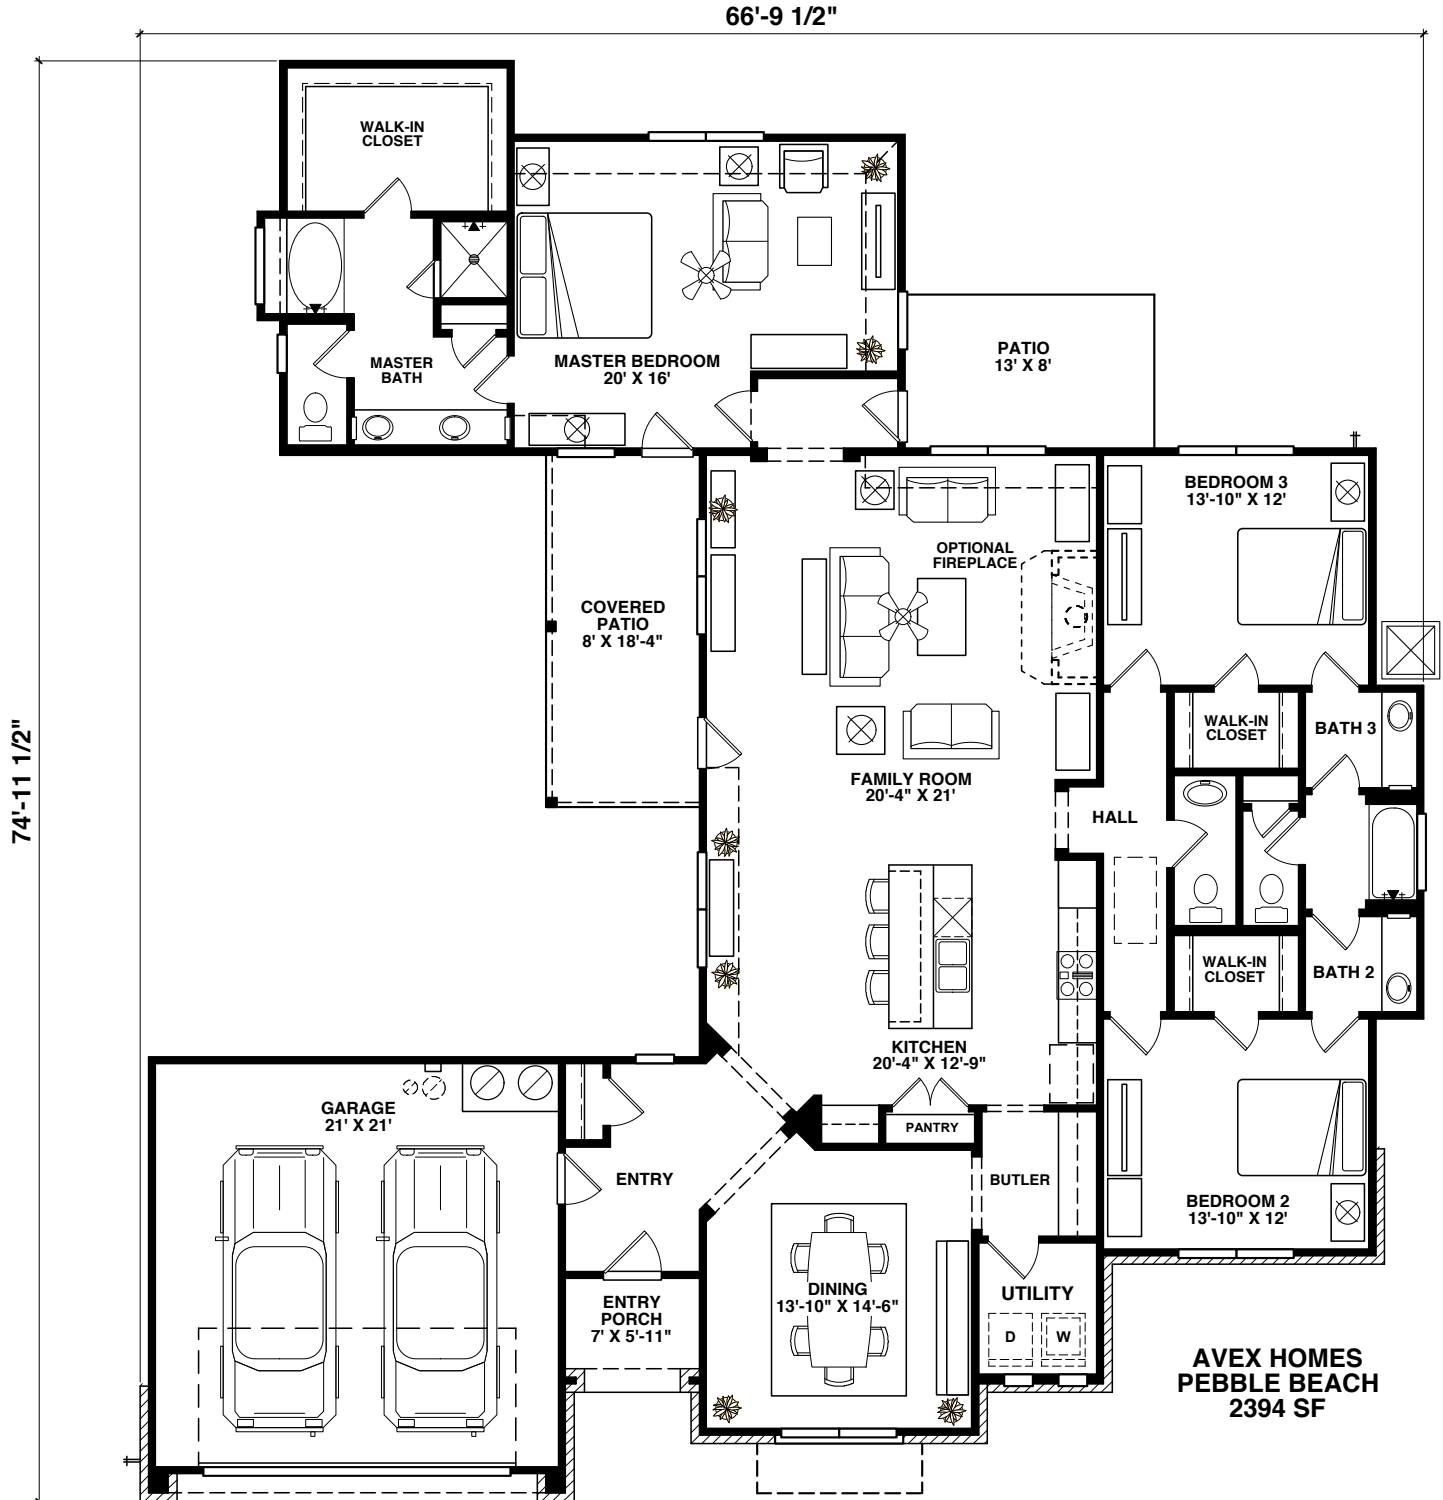 66'-9 1/2"
74'-11 1/2"
WALK-IN
CLOSET
MASTER
BATH
MASTER BEDROOM
20' X 16'
PATIO
13' X 8'
BEDROOM 3
13'-10" X 12'
OPTIONAL
FIREPLACE
COVERED
PATIO
8' X 18'-4"
WALK-IN
CLOSET
BATH 3
FAMILY ROOM
20'-4" X 21'
HALL
WALK-IN
CLOSET
BATH 2
KITCHEN
20'-4" X 12'-9"
GARAGE
21' X 21'
PANTRY
ENTRY
BUTLER
BEDROOM 2
13'-10" X 12'
ENTRY
PORCH
7' X 5'-11"
DINING
13'-10" X 14'-6"
UTILITY
D
W
AVEX HOMES
PEBBLE BEACH
2394 SF